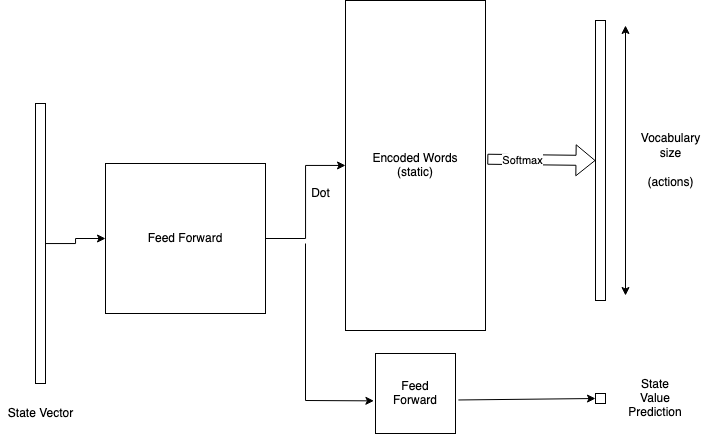 State Vector
Feed Forward
Dot
Encoded Words
(static)
Softmax
Vocabulary
size
(actions)
Feed
Forward
State
Value
Prediction